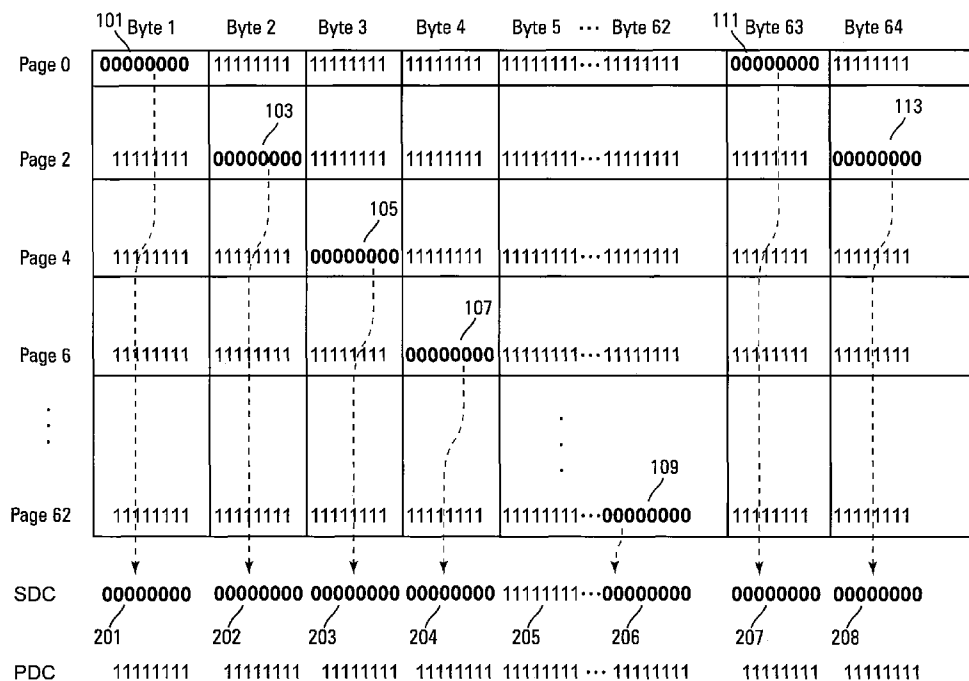 101 Byte 1 Byte 2 Byte 3 Byte 4 Byte 5 ··· Byte 62 111 Byte 63 Byte 64
Page 0 00000000 11111111 11111111 11111111 11111111···11111111 00000000 11111111
103 113
Page 2 11111111 00000000 11111111 11111111 11111111···11111111 11111111 00000000
105
Page 4 11111111 11111111 00000000 11111111 11111111···11111111 11111111 11111111
107
Page 6 11111111 11111111 11111111 00000000 11111111···11111111 11111111 11111111
109
Page 62 11111111 11111111 11111111 11111111 11111111···00000000 11111111 11111111
SDC 00000000 00000000 00000000 00000000 11111111···00000000 00000000 00000000
201 202 203 204 205 206 207 208
PDC 11111111 11111111 11111111 11111111 11111111 ··· 11111111 11111111 11111111